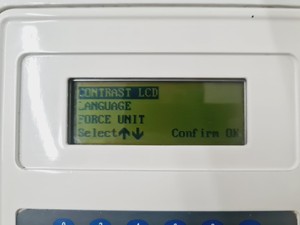 CONTRAST LCD
LANGUAGE
FORCE UNIT
Select↑↓ Confirm OK